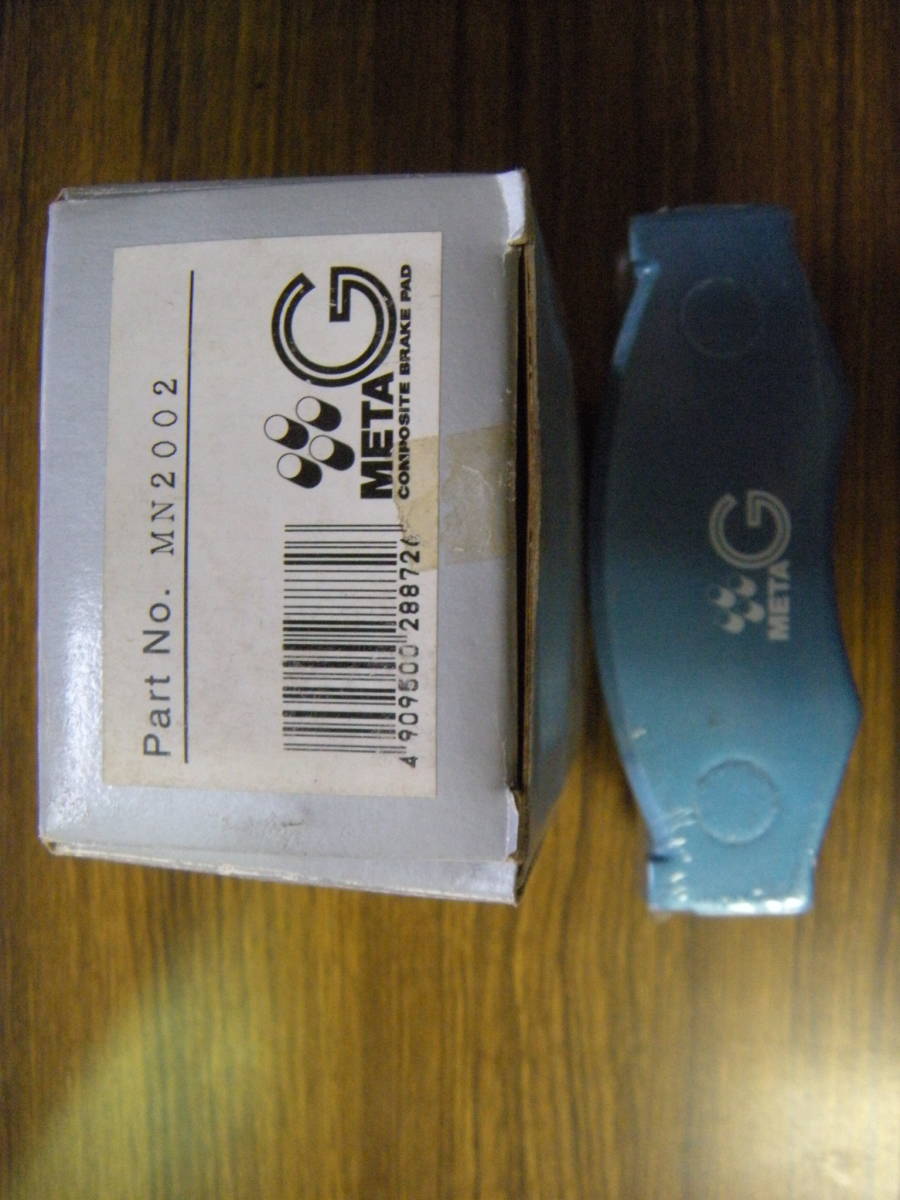 Part No. MN2002
META G
COMPOSITE BRAKE PAD
4 909500 28872
META G